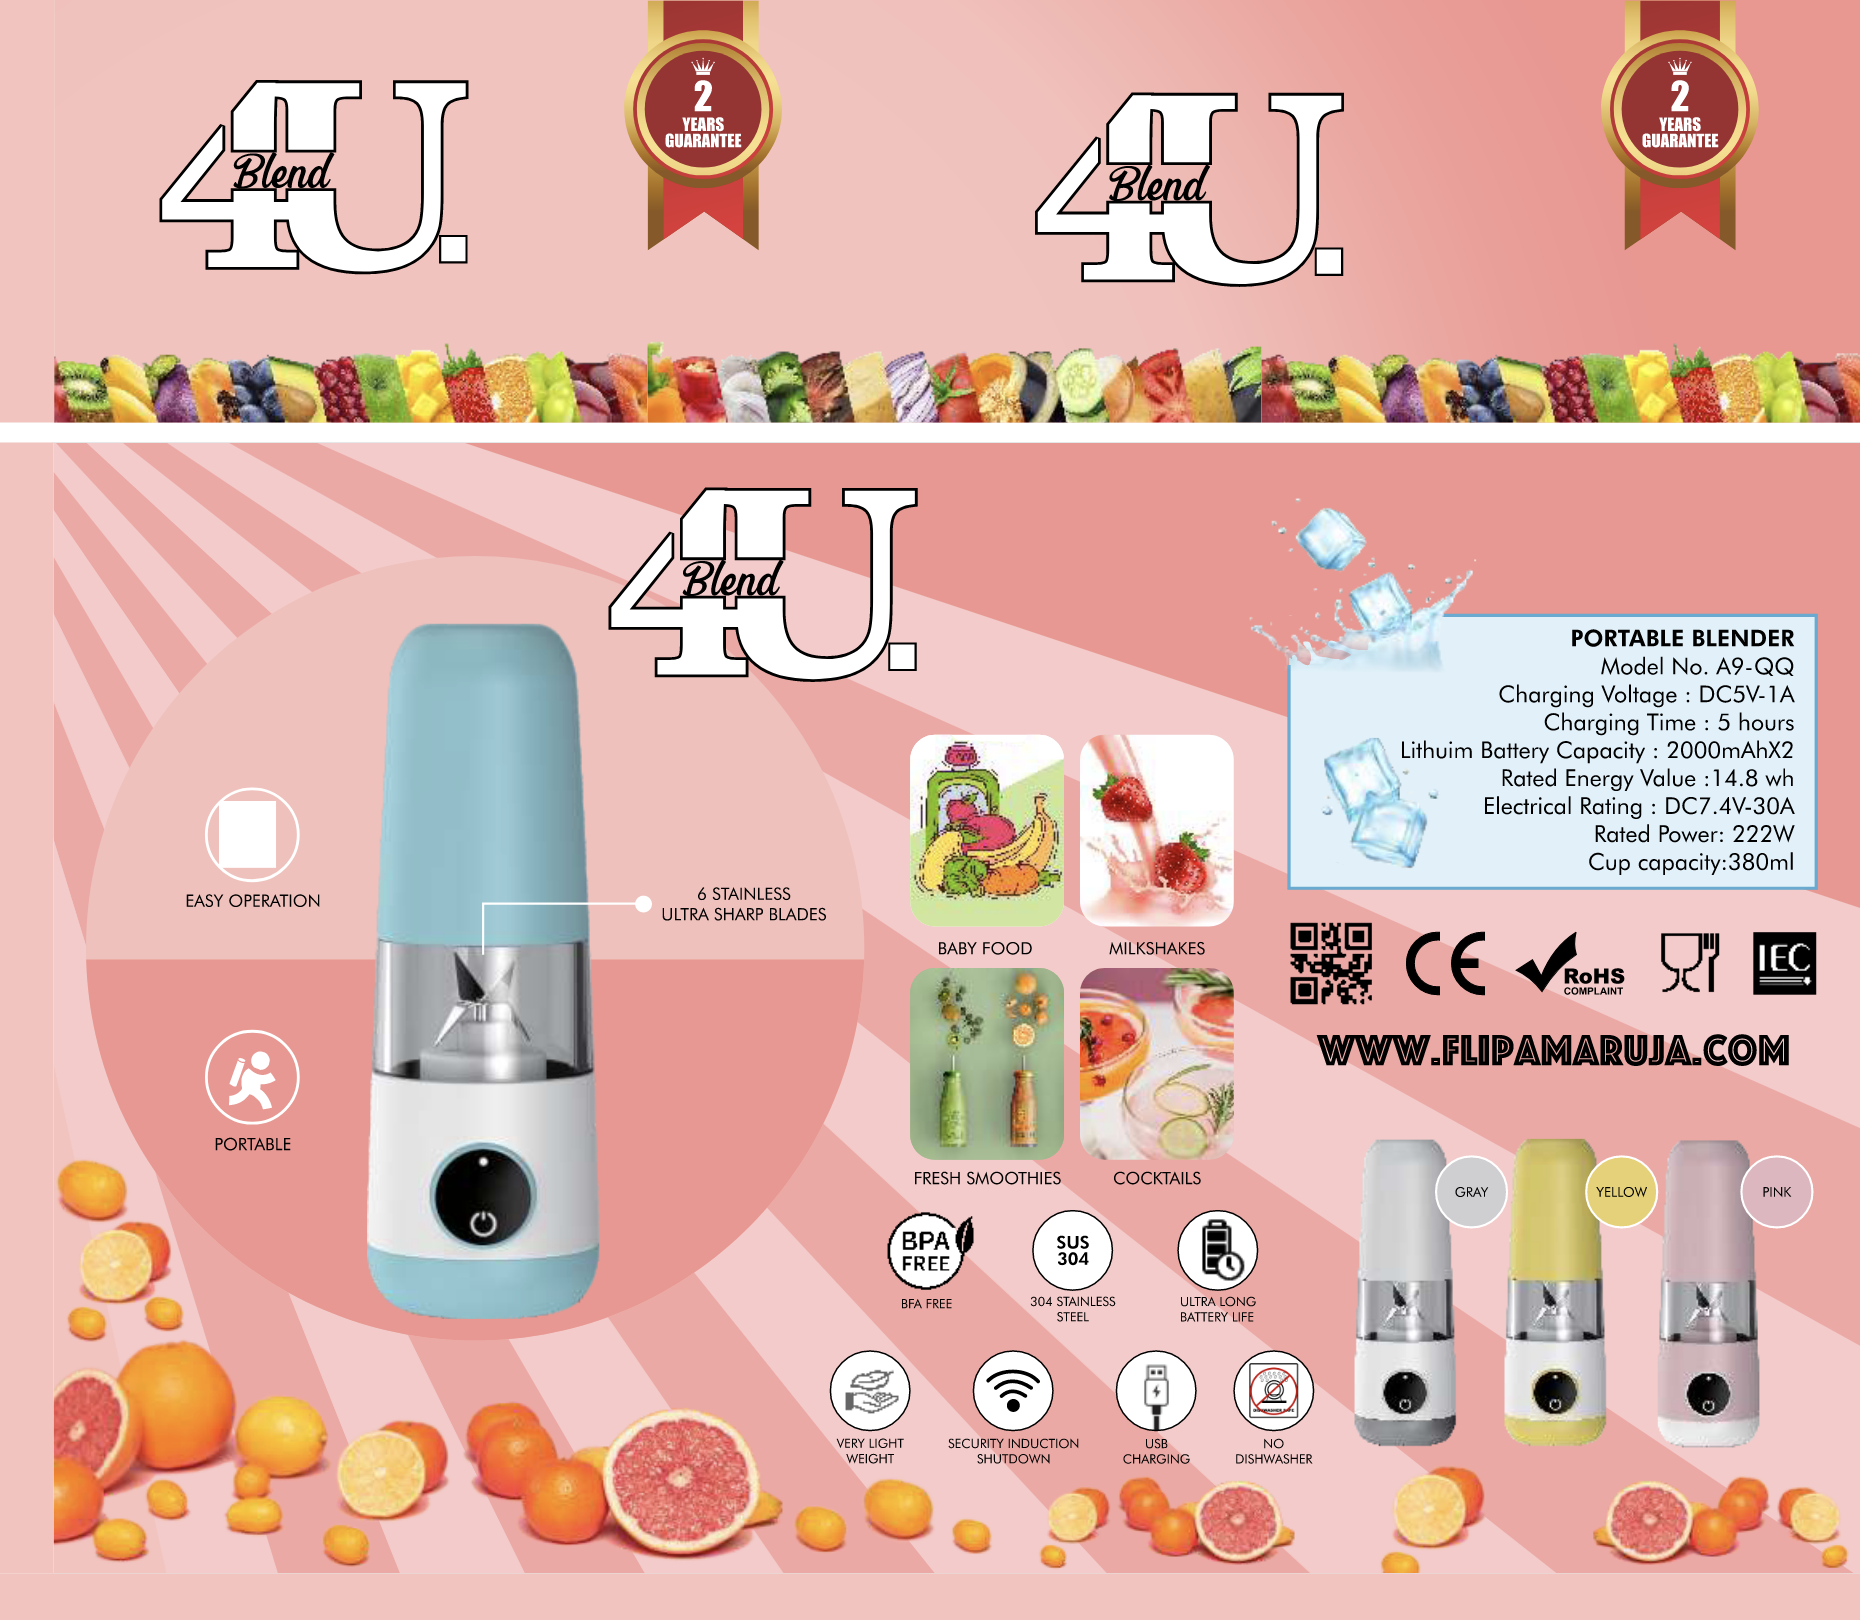 4U.
Blend
2
YEARS
GUARANTEE
4U.
Blend
2
YEARS
GUARANTEE
4U.
Blend
EASY OPERATION
PORTABLE
6 STAINLESS
ULTRA SHARP BLADES
BABY FOOD
MILKSHAKES
FRESH SMOOTHIES
COCKTAILS
BPA
FREE
BFA FREE
SUS
304
304 STAINLESS
STEEL
ULTRA LONG
BATTERY LIFE
VERY LIGHT
WEIGHT
SECURITY INDUCTION
SHUTDOWN
USB
CHARGING
NO
DISHWASHER
PORTABLE BLENDER
Model No. A9-QQ
Charging Voltage : DC5V-1A
Charging Time : 5 hours
Lithuim Battery Capacity : 2000mAhX2
Rated Energy Value :14.8 wh
Electrical Rating : DC7.4V-30A
Rated Power: 222W
Cup capacity:380ml
CE
RoHS
COMPLAINT
IEC
WWW.FLIPAMARUJA.COM
GRAY
YELLOW
PINK